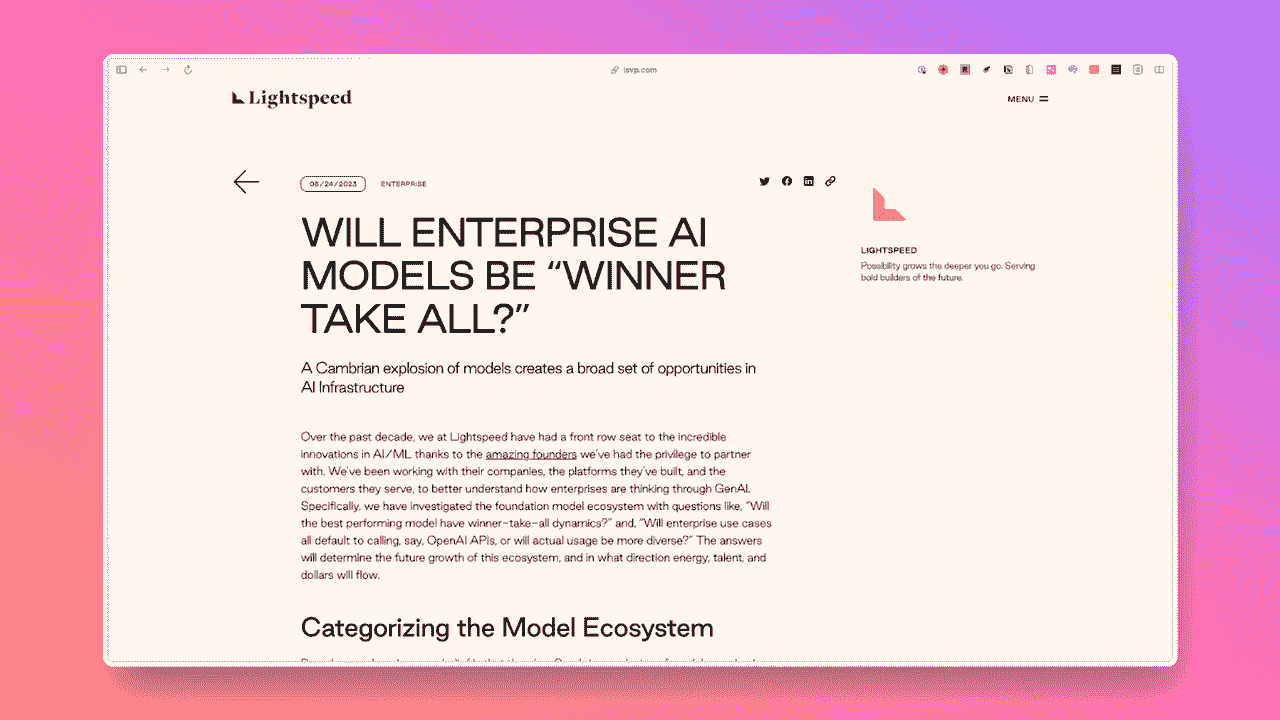 lsvp.com
Lightspeed
MENU
08/24/2023
ENTERPRISE
WILL ENTERPRISE AI
MODELS BE “WINNER
TAKE ALL?”
A Cambrian explosion of models creates a broad set of opportunities in
AI Infrastructure
Over the past decade, we at Lightspeed have had a front row seat to the incredible
innovations in AI/ML thanks to the amazing founders we’ve had the privilege to partner
with. We’ve been working with their companies, the platforms they’ve built, and the
customers they serve, to better understand how enterprises are thinking through GenAI.
Specifically, we have investigated the foundation model ecosystem with questions like, “Will
the best performing model have winner-take-all dynamics?” and, “Will enterprise use cases
all default to calling, say, OpenAI APIs, or will actual usage be more diverse?” The answers
will determine the future growth of this ecosystem, and in what direction energy, talent, and
dollars will flow.
Categorizing the Model Ecosystem
LIGHTSPEED
Possibility grows the deeper you go. Serving
bold builders of the future.